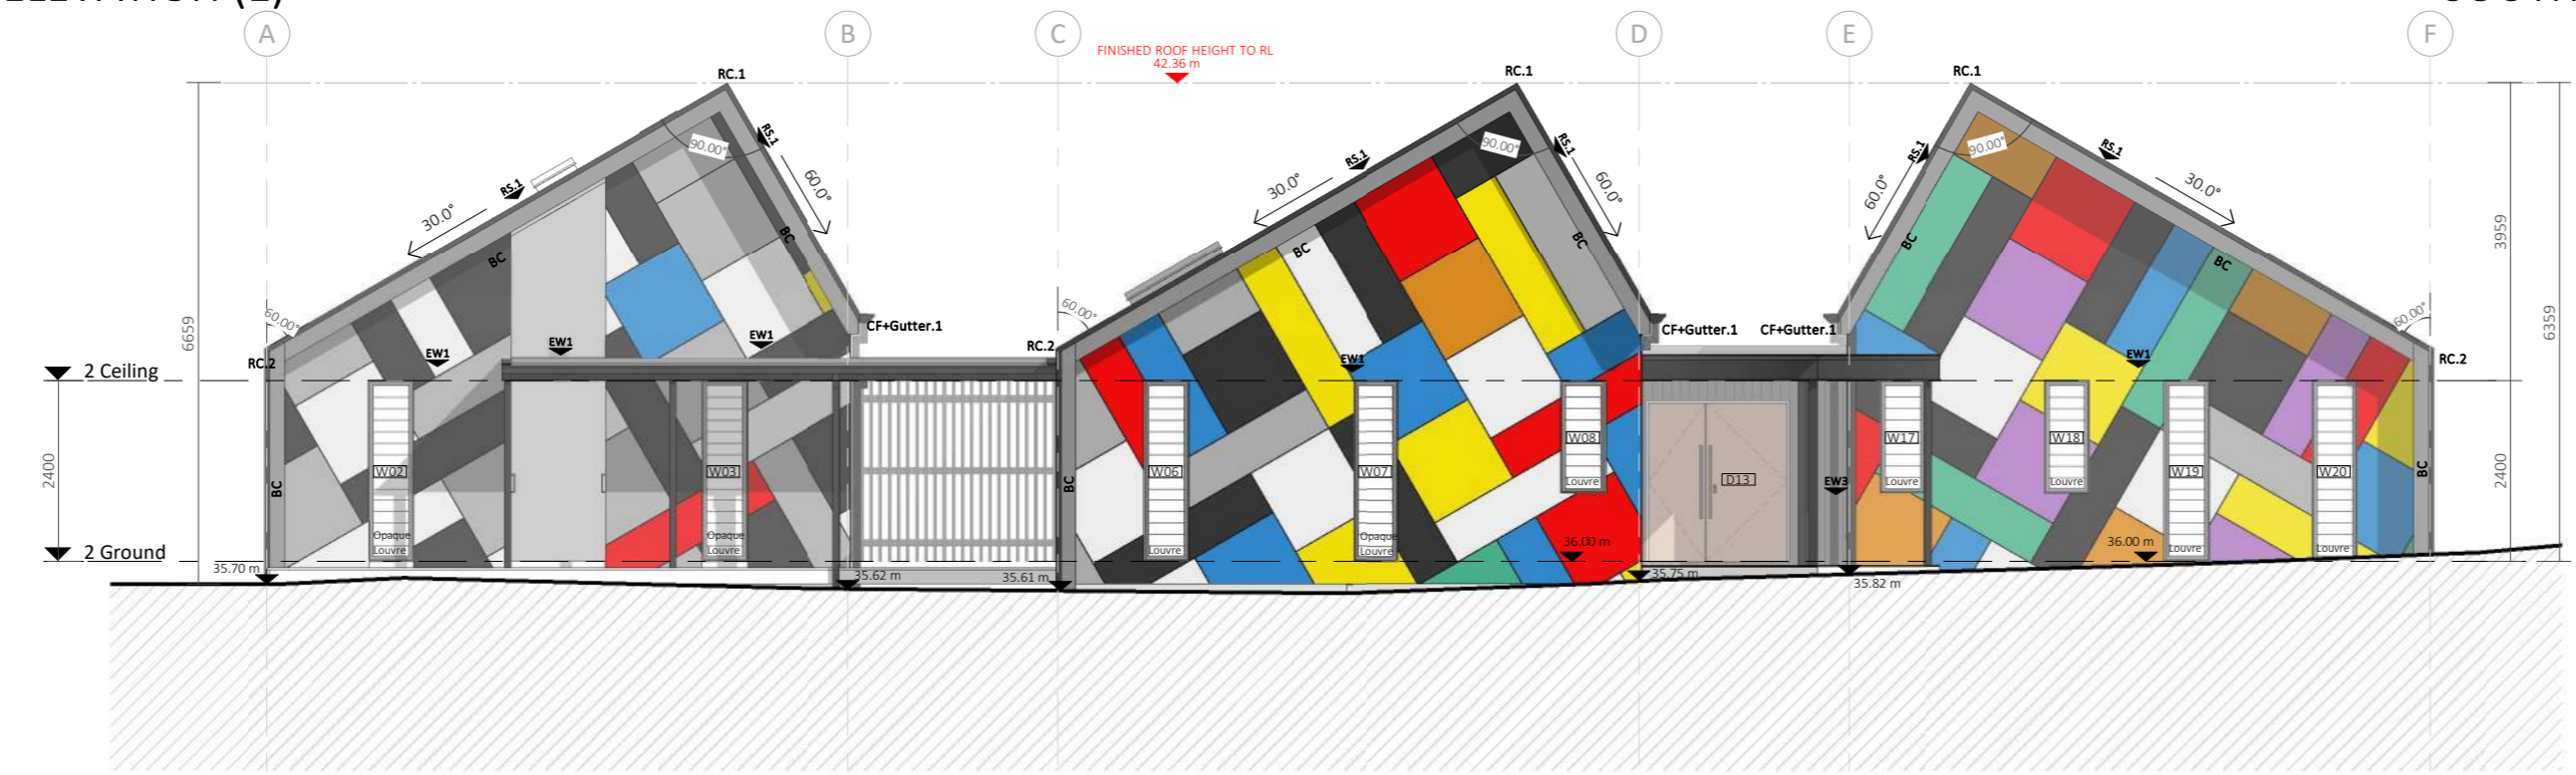 A
B
C
D
E
F
FINISHED ROOF HEIGHT TO RL
42.36 m
RC.1
RC.1
RC.1
90.00°
90.00°
90.00°
RS.1
RS.1
RS.1
RS.1
RS.1
RS.1
30.0°
60.0°
30.0°
60.0°
60.0°
30.0°
BC
BC
BC
BC
BC
BC
3959
6659
6359
60.00°
60.00°
60.00°
CF+Gutter.1
CF+Gutter.1
CF+Gutter.1
RC.2
RC.2
RC.2
EW1
EW1
EW1
EW1
EW1
2 Ceiling
2400
2400
W02
W03
W06
W07
W08
D13
W17
W18
W19
W20
BC
BC
BC
EW3
Louvre
Louvre
Louvre
Opaque
Louvre
Opaque
Louvre
Louvre
Opaque
Louvre
Louvre
Louvre
36.00 m
36.00 m
2 Ground
35.70 m
35.62 m
35.61 m
35.75 m
35.82 m